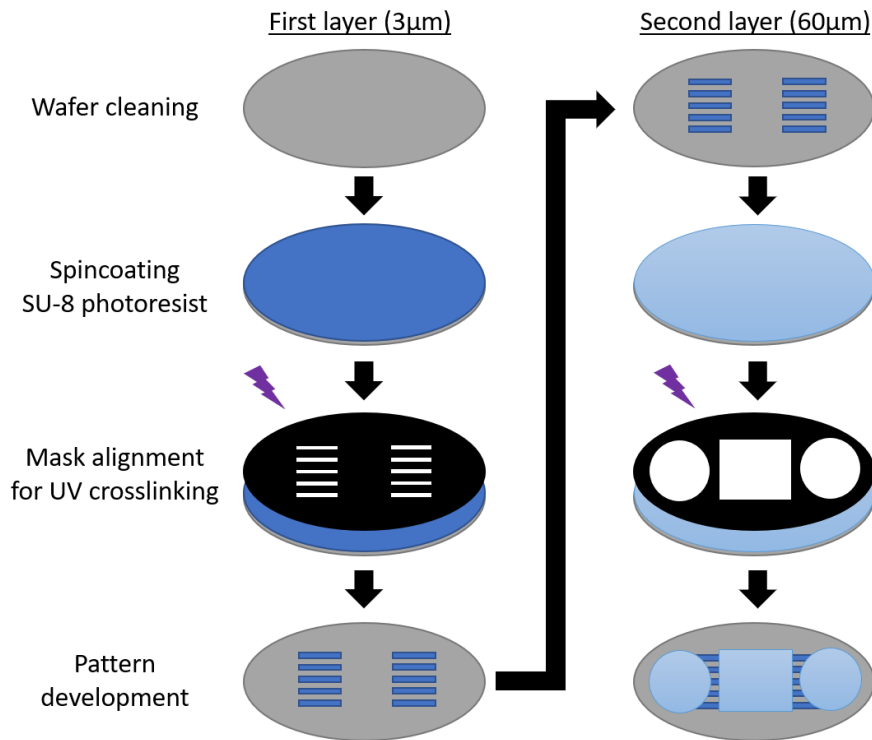 First layer (3µm)
Second layer (60µm)
Wafer cleaning
Spincoating
SU-8 photoresist
Mask alignment
for UV crosslinking
Pattern
development